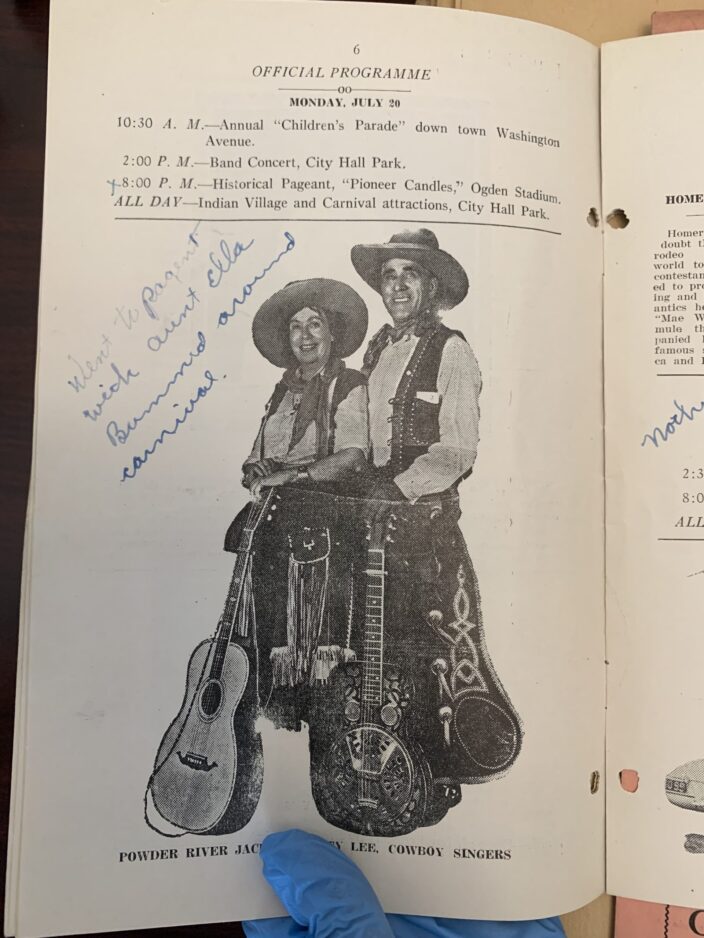 6
OFFICIAL PROGRAMME
OO
MONDAY, JULY 20
10:30 A. M.—Annual "Children's Parade" down town Washington
Avenue.
2:00 P. M.—Band Concert, City Hall Park.
x8:00 P. M.—Historical Pageant, "Pioneer Candles," Ogden Stadium.
ALL DAY—Indian Village and Carnival attractions, City Hall Park.
Went to Pagent
with aunt Ella
Bummed around
carnival.
POWDER RIVER JAC
Y LEE, COWBOY SINGERS
HOME
Homer
doubt t
rodeo
world to
contestan
ed to pr
ing and
antics h
"Mae W
mule th
panied
famous s
ca and
2:3
8:0
ALL